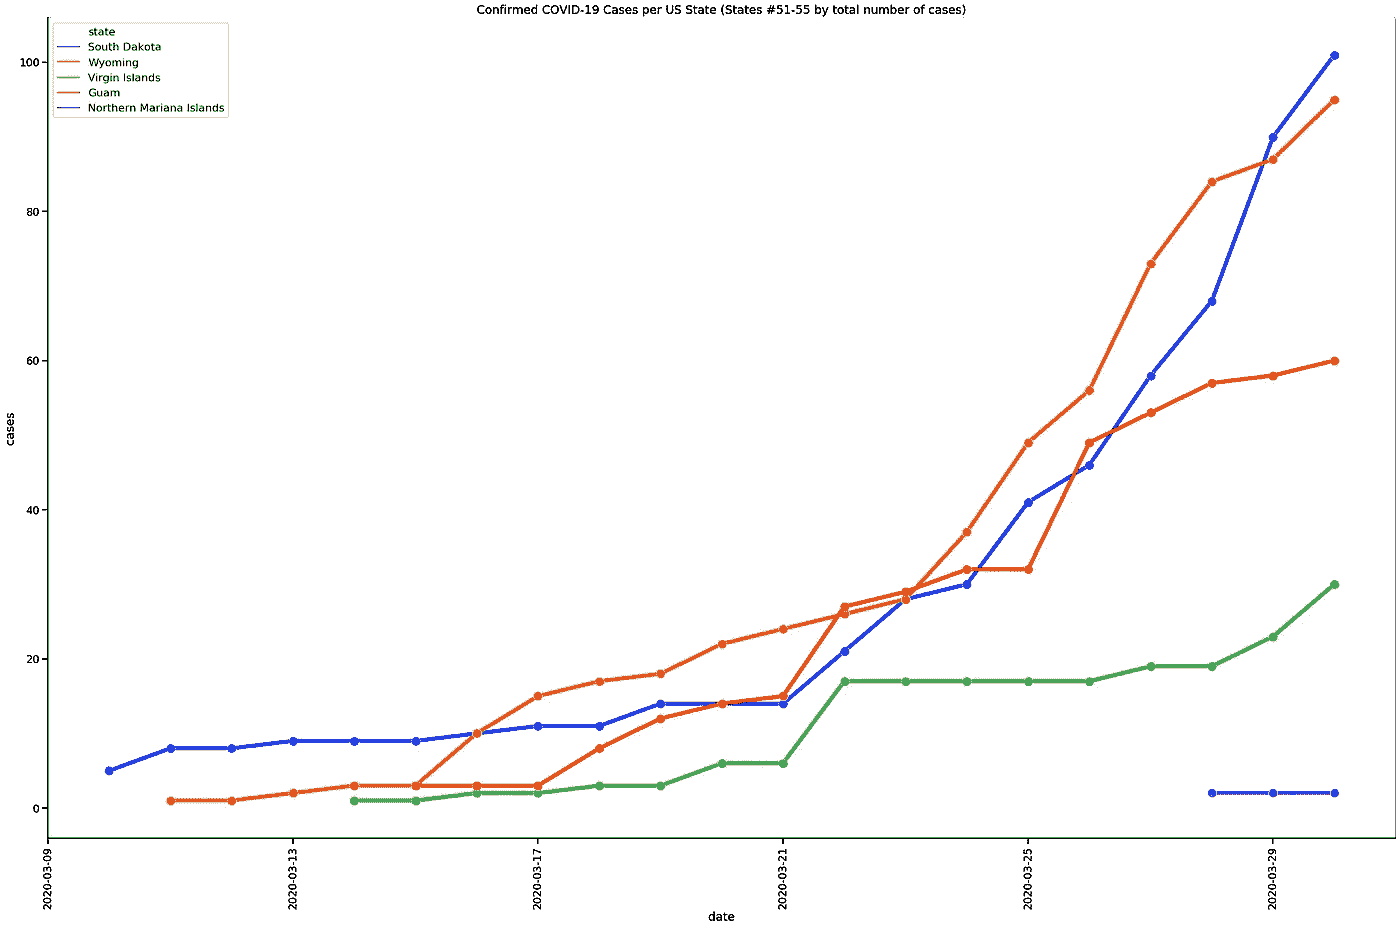 Confirmed COVID-19 Cases per US State (States #51-55 by total number of cases)
state
South Dakota
Wyoming
Virgin Islands
Guam
Northern Mariana Islands
100
80
60
40
20
0
cases
2020-03-09
2020-03-13
2020-03-17
2020-03-21
2020-03-25
2020-03-29
date